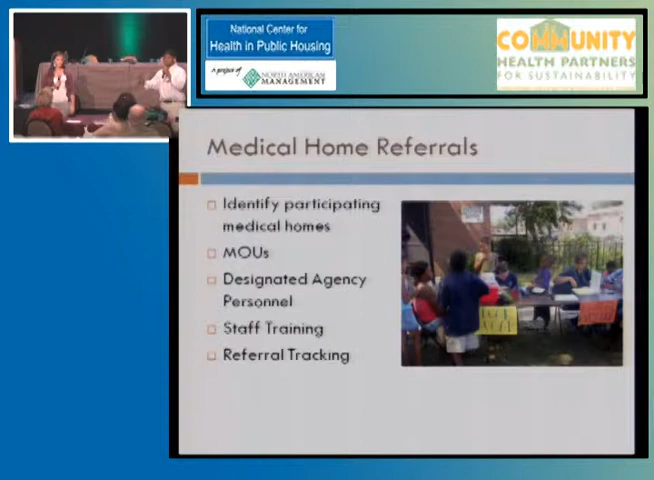 National Center for
Health in Public Housing
a project of
NORTH AMERICAN
MANAGEMENT
COMMUNITY
HEALTH PARTNERS
FOR SUSTAINABILITY
Medical Home Referrals
Identify participating
medical homes
MOUs
Designated Agency
Personnel
Staff Training
Referral Tracking